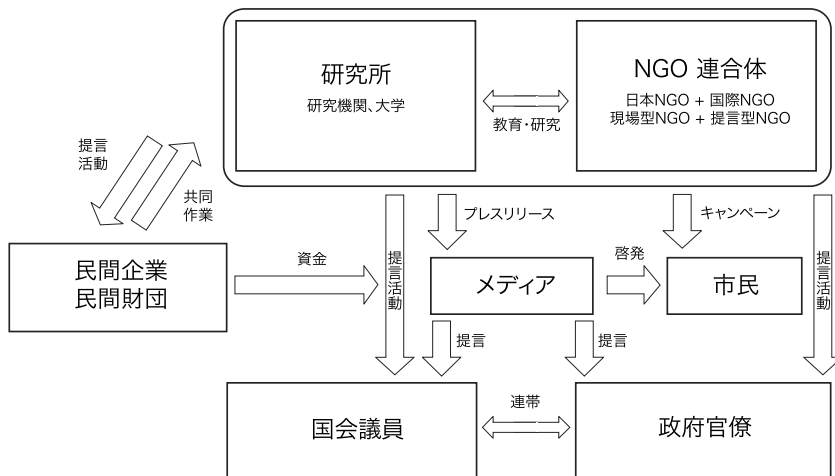 研究所
研究機関、大学
教育・研究
NGO 連合体
日本NGO + 国際NGO
現場型NGO + 提言型NGO
提言
活動
共同
作業
プレスリリース
キャンペーン
民間企業
民間財団
資金
提言活動
メディア
啓発
市民
提言活動
提言
提言
国会議員
連帯
政府官僚